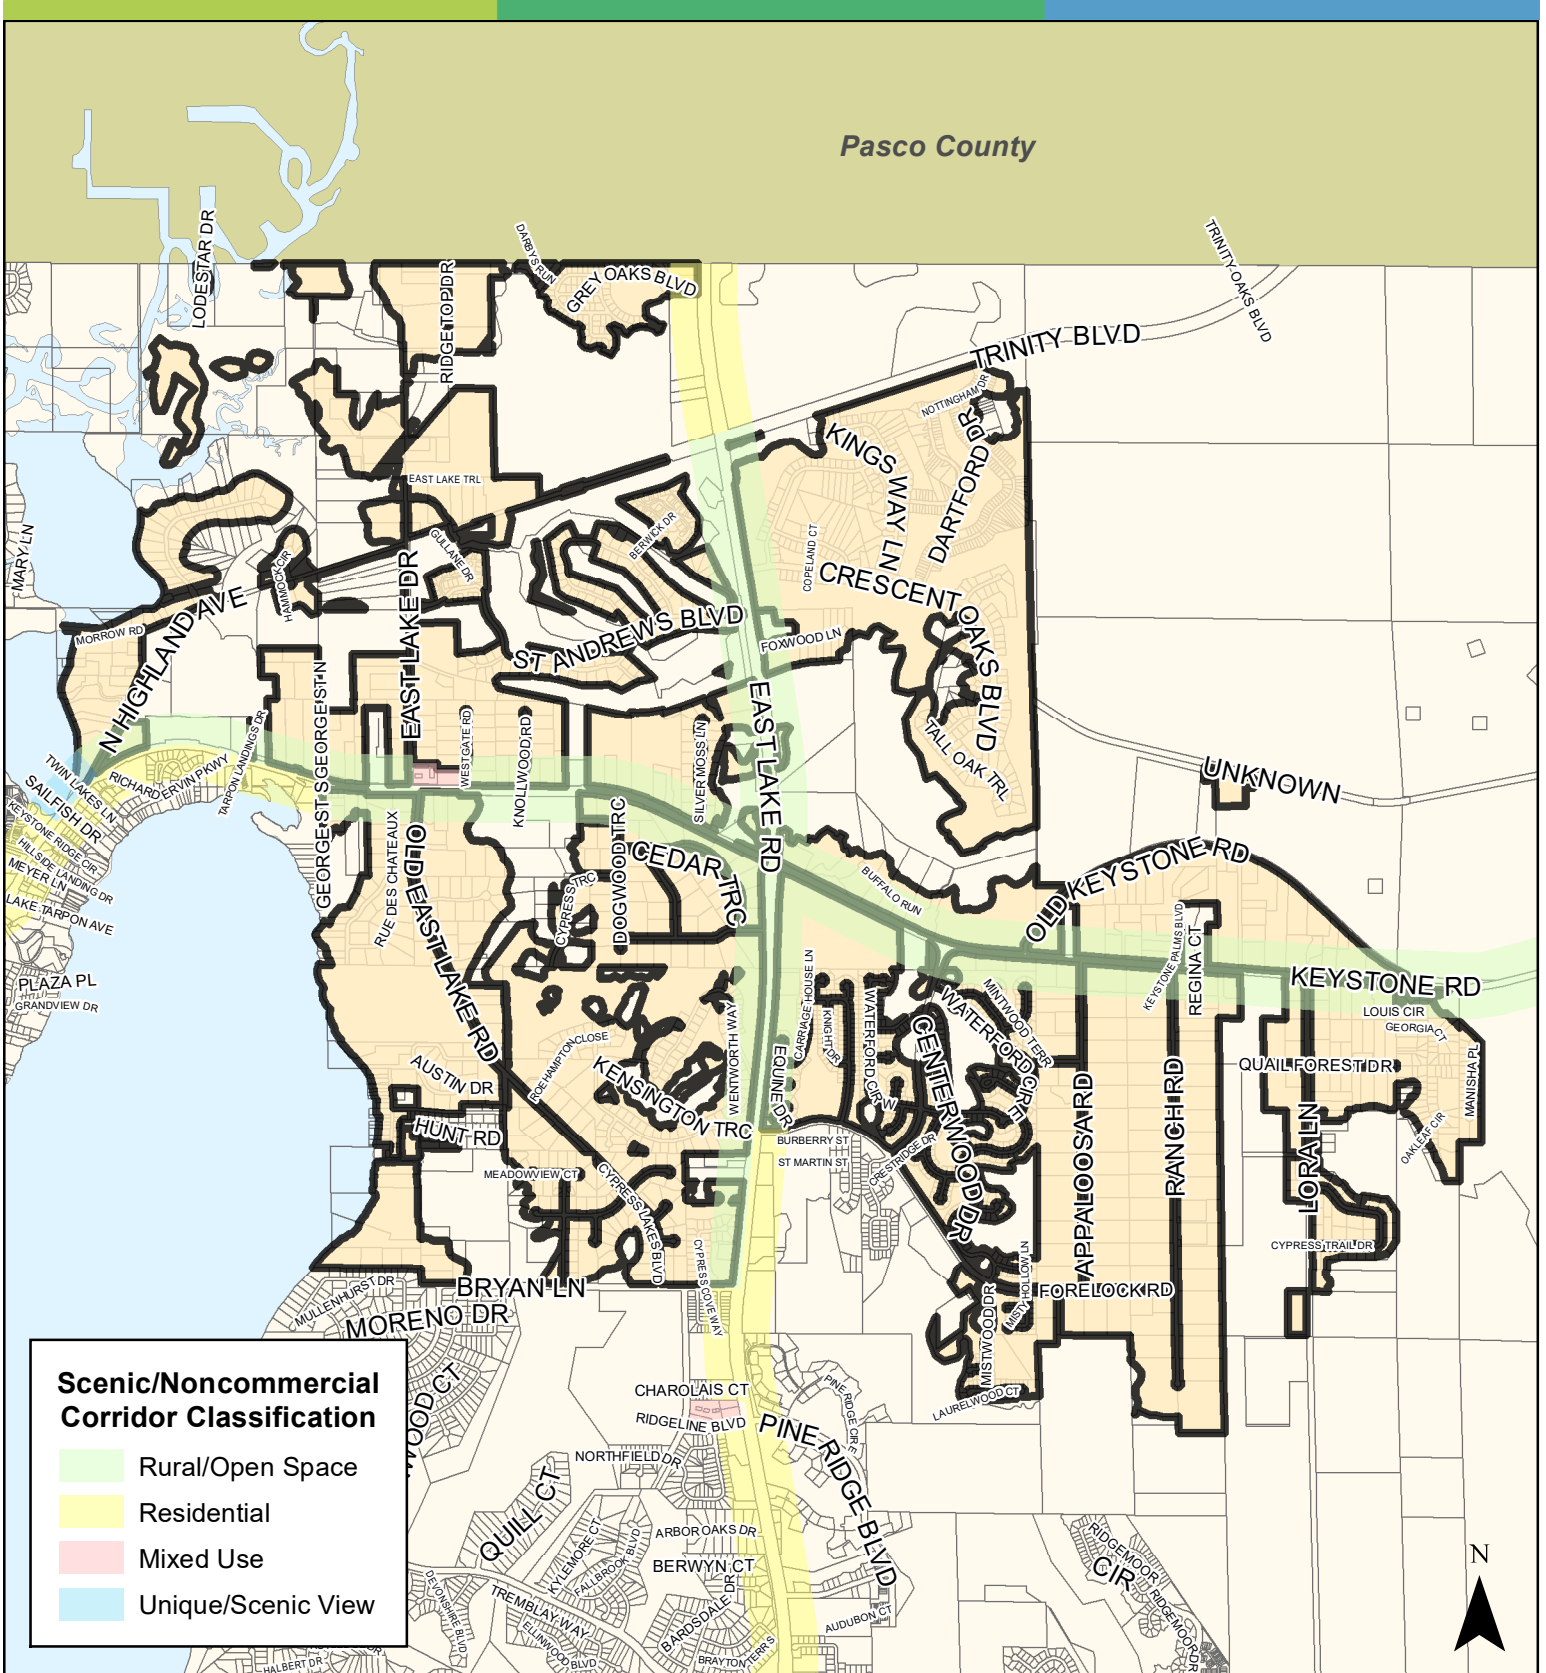 Pasco County
TRINITY OAKS BLVD
LODESTAR DR
DARBYS RUN
GREY OAKS BLVD
RIDGE TOP DR
TRINITY BLVD
NOTTINGHAM DR
KINGS WAY LN
DARTFORD DR
EAST LAKE TRL
BERWICK DR
GULLANE DR
COPELAND CT
MARY LN
HAMMOCK CIR
CRESCENT OAKS BLVD
EAST LAKE DR
N HIGHLAND AVE
MORROW RD
ST ANDREWS BLVD
FOXWOOD LN
GEORGE ST S
GEORGE ST N
EAST LAKE RD
WESTGATE RD
KNOLLWOOD RD
SILVER MOSS LN
TARPON LANDINGS DR
TALL OAK TRL
UNKNOWN
TWIN LAKES LN
RICHARD ERVIN PKWY
SAILFISH DR
KEYSTONE RIDGE CIR
HILLSIDE LANDING DR
MEYER LN
LAKE TARPON AVE
RUE DES CHATEAUX
OLD EAST LAKE RD
DOGWOOD TRC
CEDAR TRC
CYPRESS TRC
BUFFALO RUN
OLD KEYSTONE RD
KEYSTONE PALMS BLVD
REGINA CT
KEYSTONE RD
PLAZA PL
GRANDVIEW DR
LOUIS CIR
GEORGIA CT
CARRIAGE HOUSE LN
KNIGHT DR
WATERFORD CIR W
WATERFORD CIR E
MINTWOOD TERR
CENTERWOOD DR
WENTWORTH WAY
EQUINE DR
ROEHAMPTON CLOSE
KENSINGTON TRC
AUSTIN DR
HUNT RD
APPALOOSA RD
RANCH RD
QUAIL FOREST DR
MANISHA PL
OAKLEAF CIR
LORA LN
BURBERRY ST
ST MARTIN ST
CRESTRIDGE DR
MEADOWVIEW CT
CYPRESS LAKES BLVD
CYPRESS COVE WAY
CYPRESS TRAIL DR
MISTY HOLLOW LN
FORELOCK RD
MISTWOOD DR
LAURELWOOD CT
BRYAN LN
MULLENHURST DR
MORENO DR
CHAROLAIS CT
RIDGELINE BLVD
PINE RIDGE CIR E
PINE RIDGE BLVD
NORTHFIELD DR
QUILL CT
ARBOR OAKS DR
BERWYN CT
KYLEMORE CT
FALLBROOK BLVD
DEVONSHIRE BLVD
TREMBLAY WAY
ELLINWOOD BLVD
BARDSDALE DR
BRAYTON TERR S
AUDUBON CT
RIDGEMOOR CIR
RIDGEMOOR DR
HALBERT DR
Scenic/Noncommercial
Corridor Classification
Rural/Open Space
Residential
Mixed Use
Unique/Scenic View
N